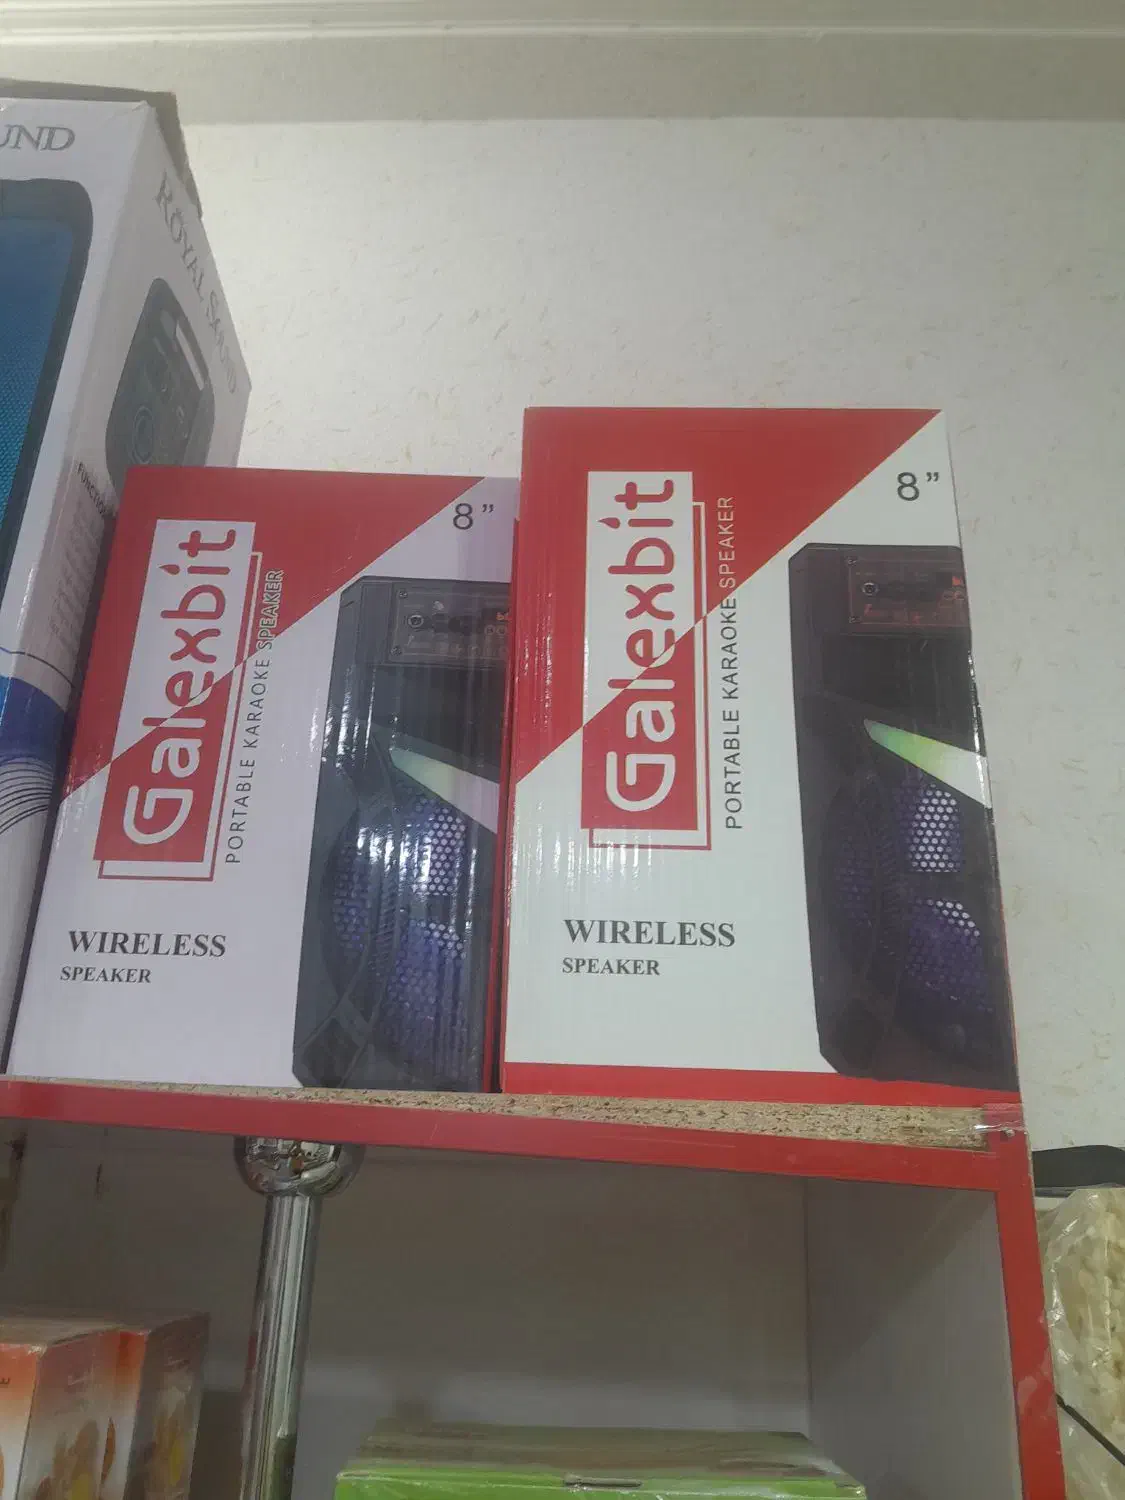 UND
ROYAL SOUND
8”
Galexbit
PORTABLE KARAOKE SPEAKER
WIRELESS
SPEAKER
8”
Galexbit
PORTABLE KARAOKE SPEAKER
WIRELESS
SPEAKER